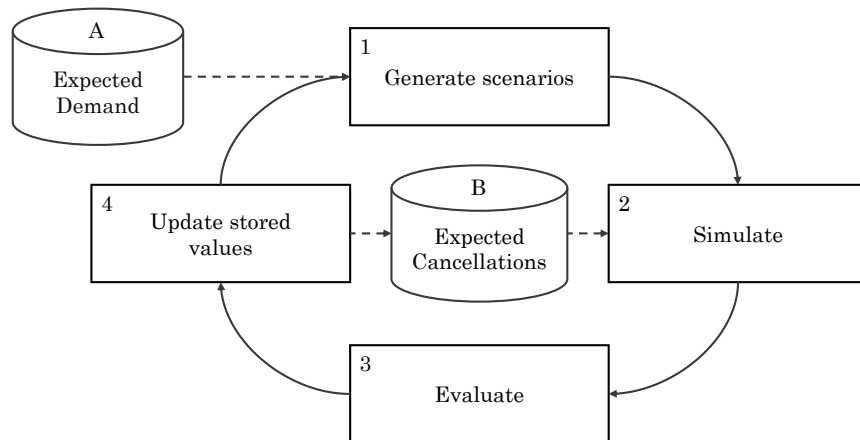 A
Expected
Demand
1
Generate scenarios
4
Update stored
values
B
Expected
Cancellations
2
Simulate
3
Evaluate